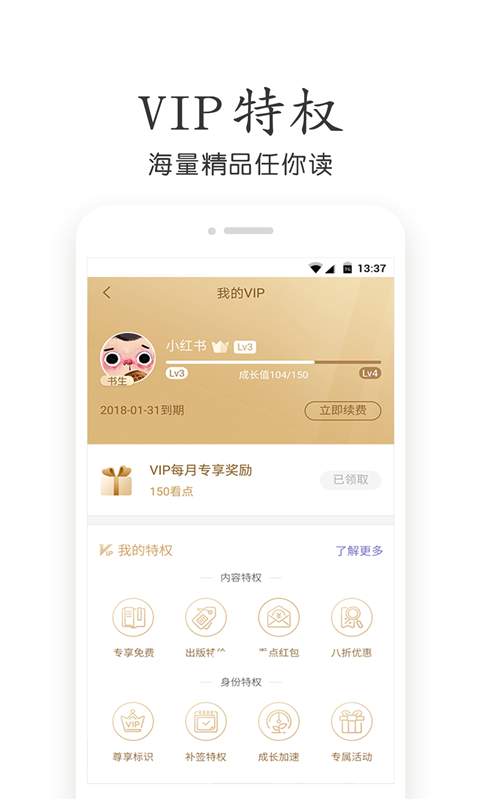 VIP特权
海量精品任你读
13:37
我的VIP
小红书 Lv3
书生
Lv3 成长值104/150 Lv4
2018-01-31到期 立即续费
VIP每月专享奖励
150看点
已领取
我的特权 了解更多
内容特权
专享免费 出版特价 看点红包 八折优惠
身份特权
尊享标识 补签特权 成长加速 专属活动